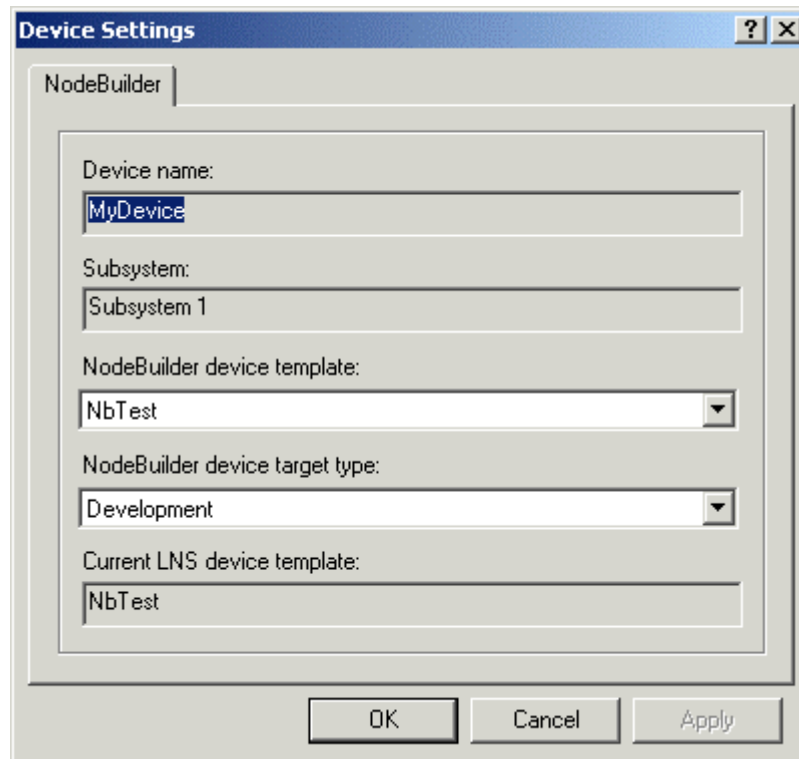 Device Settings
NodeBuilder
Device name:
MyDevice
Subsystem:
Subsystem 1
NodeBuilder device template:
NbTest
NodeBuilder device target type:
Development
Current LNS device template:
NbTest
OK Cancel Apply